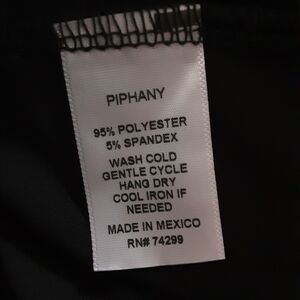 PIPHANY
95% POLYESTER
5% SPANDEX
WASH COLD
GENTLE CYCLE
HANG DRY
COOL IRON IF
NEEDED
MADE IN MEXICO
RN# 74299